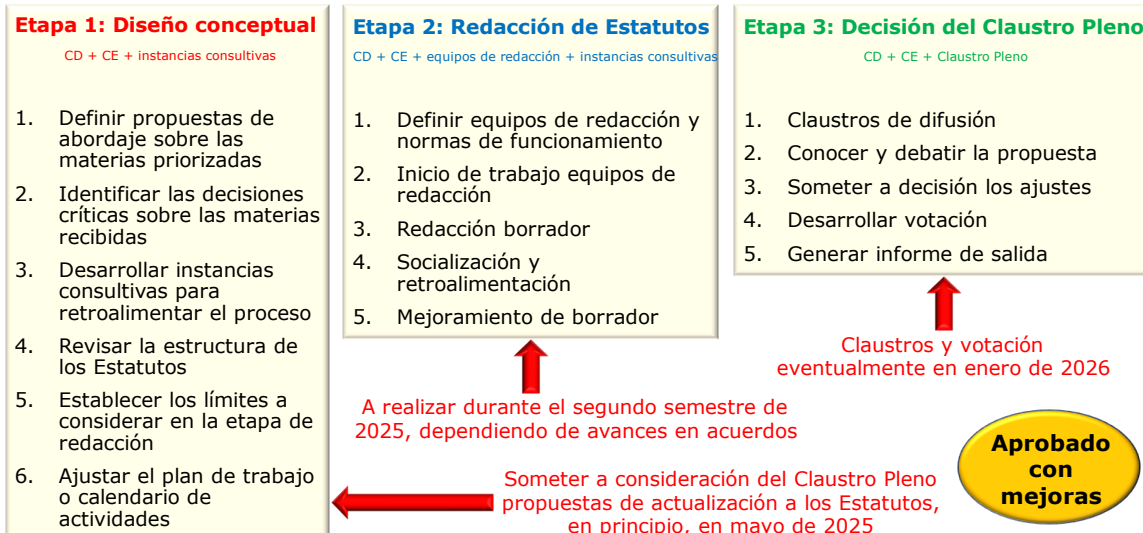 Etapa 1: Diseño conceptual
CD + CE + instancias consultivas
1. Definir propuestas de
abordaje sobre las
materias priorizadas
2. Identificar las decisiones
críticas sobre las materias
recibidas
3. Desarrollar instancias
consultivas para
retroalimentar el proceso
4. Revisar la estructura de
los Estatutos
5. Establecer los límites a
considerar en la etapa de
redacción
6. Ajustar el plan de trabajo
o calendario de
actividades
Etapa 2: Redacción de Estatutos
CD + CE + equipos de redacción + instancias consultivas
1. Definir equipos de redacción y
normas de funcionamiento
2. Inicio de trabajo equipos de
redacción
3. Redacción borrador
4. Socialización y
retroalimentación
5. Mejoramiento de borrador
A realizar durante el segundo semestre de
2025, dependiendo de avances en acuerdos
Etapa 3: Decisión del Claustro Pleno
CD + CE + Claustro Pleno
1. Claustros de difusión
2. Conocer y debatir la propuesta
3. Someter a decisión los ajustes
4. Desarrollar votación
5. Generar informe de salida
Claustros y votación
eventualmente en enero de 2026
Someter a consideración del Claustro Pleno
propuestas de actualización a los Estatutos,
en principio, en mayo de 2025
Aprobado
con
mejoras